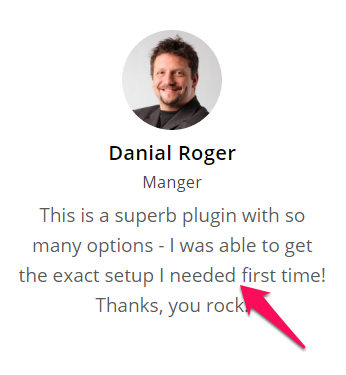 Danial Roger
Manger
This is a superb plugin with so
many options - I was able to get
the exact setup I needed first time!
Thanks, you rock.